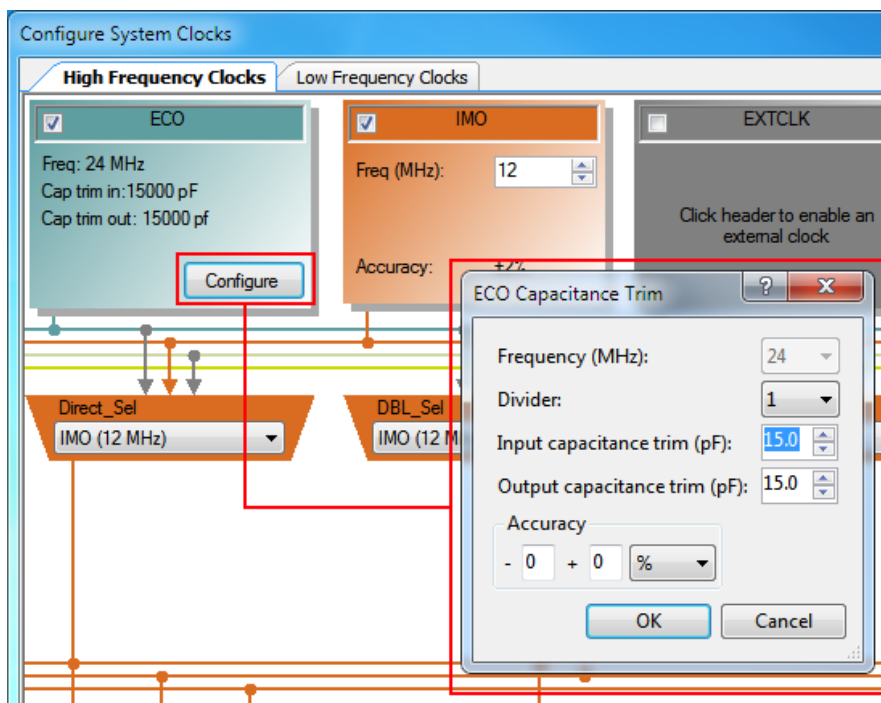 Configure System Clocks
High Frequency Clocks
Low Frequency Clocks
ECO
Freq: 24 MHz
Cap trim in:15000 pF
Cap trim out: 15000 pf
Configure
IMO
Freq (MHz): 12
Accuracy: ±2%
EXTCLK
Click header to enable an
external clock
Direct_Sel
IMO (12 MHz)
DBL_Sel
IMO (12 M
ECO Capacitance Trim
?
Frequency (MHz): 24
Divider: 1
Input capacitance trim (pF): 15.0
Output capacitance trim (pF): 15.0
Accuracy
- 0 + 0 %
OK
Cancel